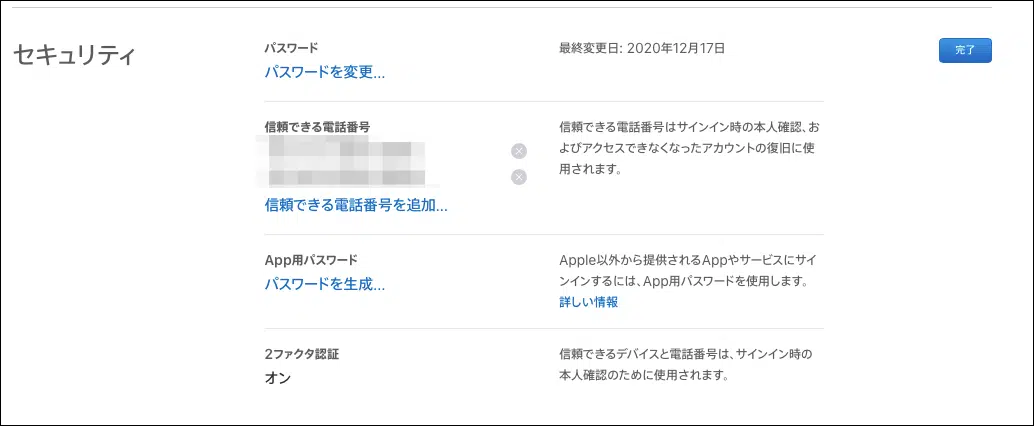 セキュリティ
パスワード
パスワードを変更...
最終変更日: 2020年12月17日
完了
信頼できる電話番号
信頼できる電話番号を追加...
信頼できる電話番号はサインイン時の本人確認、お
よびアクセスできなくなったアカウントの復旧に使
用されます。
App用パスワード
パスワードを生成...
Apple以外から提供されるAppやサービスにサイ
ンインするには、App用パスワードを使用します。
詳しい情報
2ファクタ認証
オン
信頼できるデバイスと電話番号は、サインイン時の
本人確認のために使用されます。